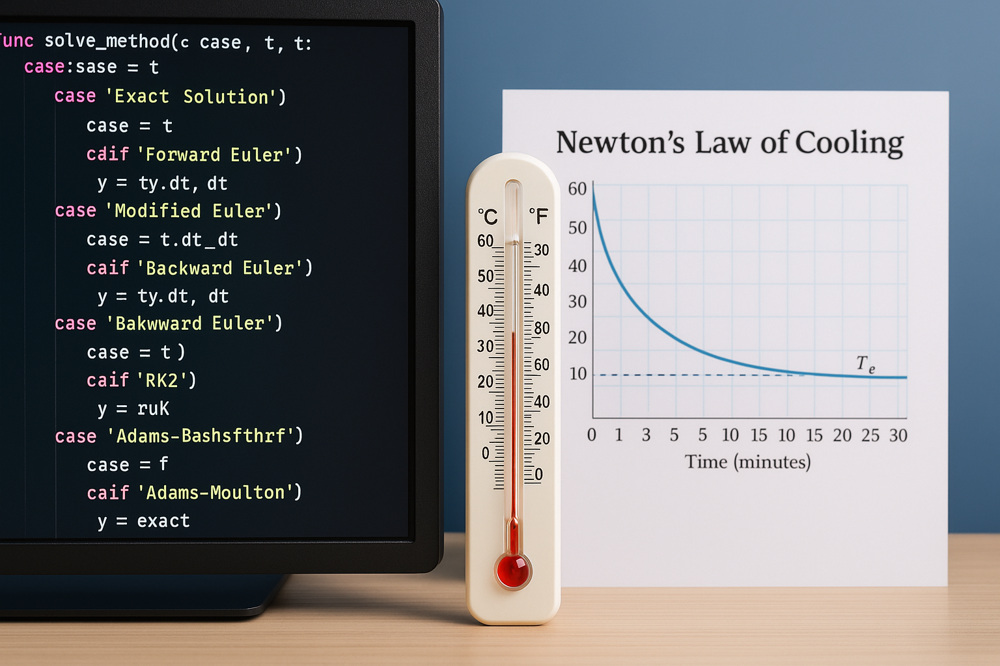 func solve_method(c case, t, t:
case:sase = t
case 'Exact Solution')
case = t
cdif 'Forward Euler')
y = ty.dt, dt
case 'Modified Euler')
case = t.dt_dt
caif 'Backward Euler')
y = ty.dt, dt
case 'Bakwward Euler')
case = t )
caif 'RK2')
y = ruK
case 'Adams-Bashsfthrf')
case = f
caif 'Adams-Moulton')
y = exact
°C °F
60 30
50 40
40 80
30 60
20 40
10 20
0 0
Newton's Law of Cooling
60
50
40
30
20
10
Te
0 1 3 5 5 10 15 10 15 20 25 30
Time (minutes)